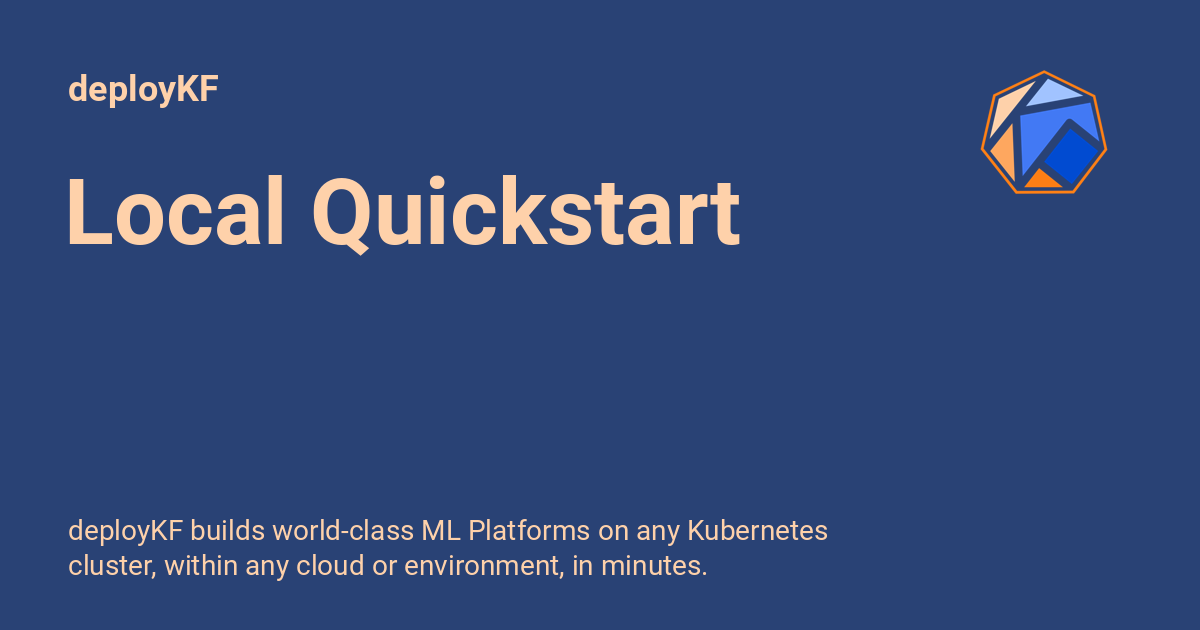 deployKF
Local Quickstart
deployKF builds world-class ML Platforms on any Kubernetes
cluster, within any cloud or environment, in minutes.